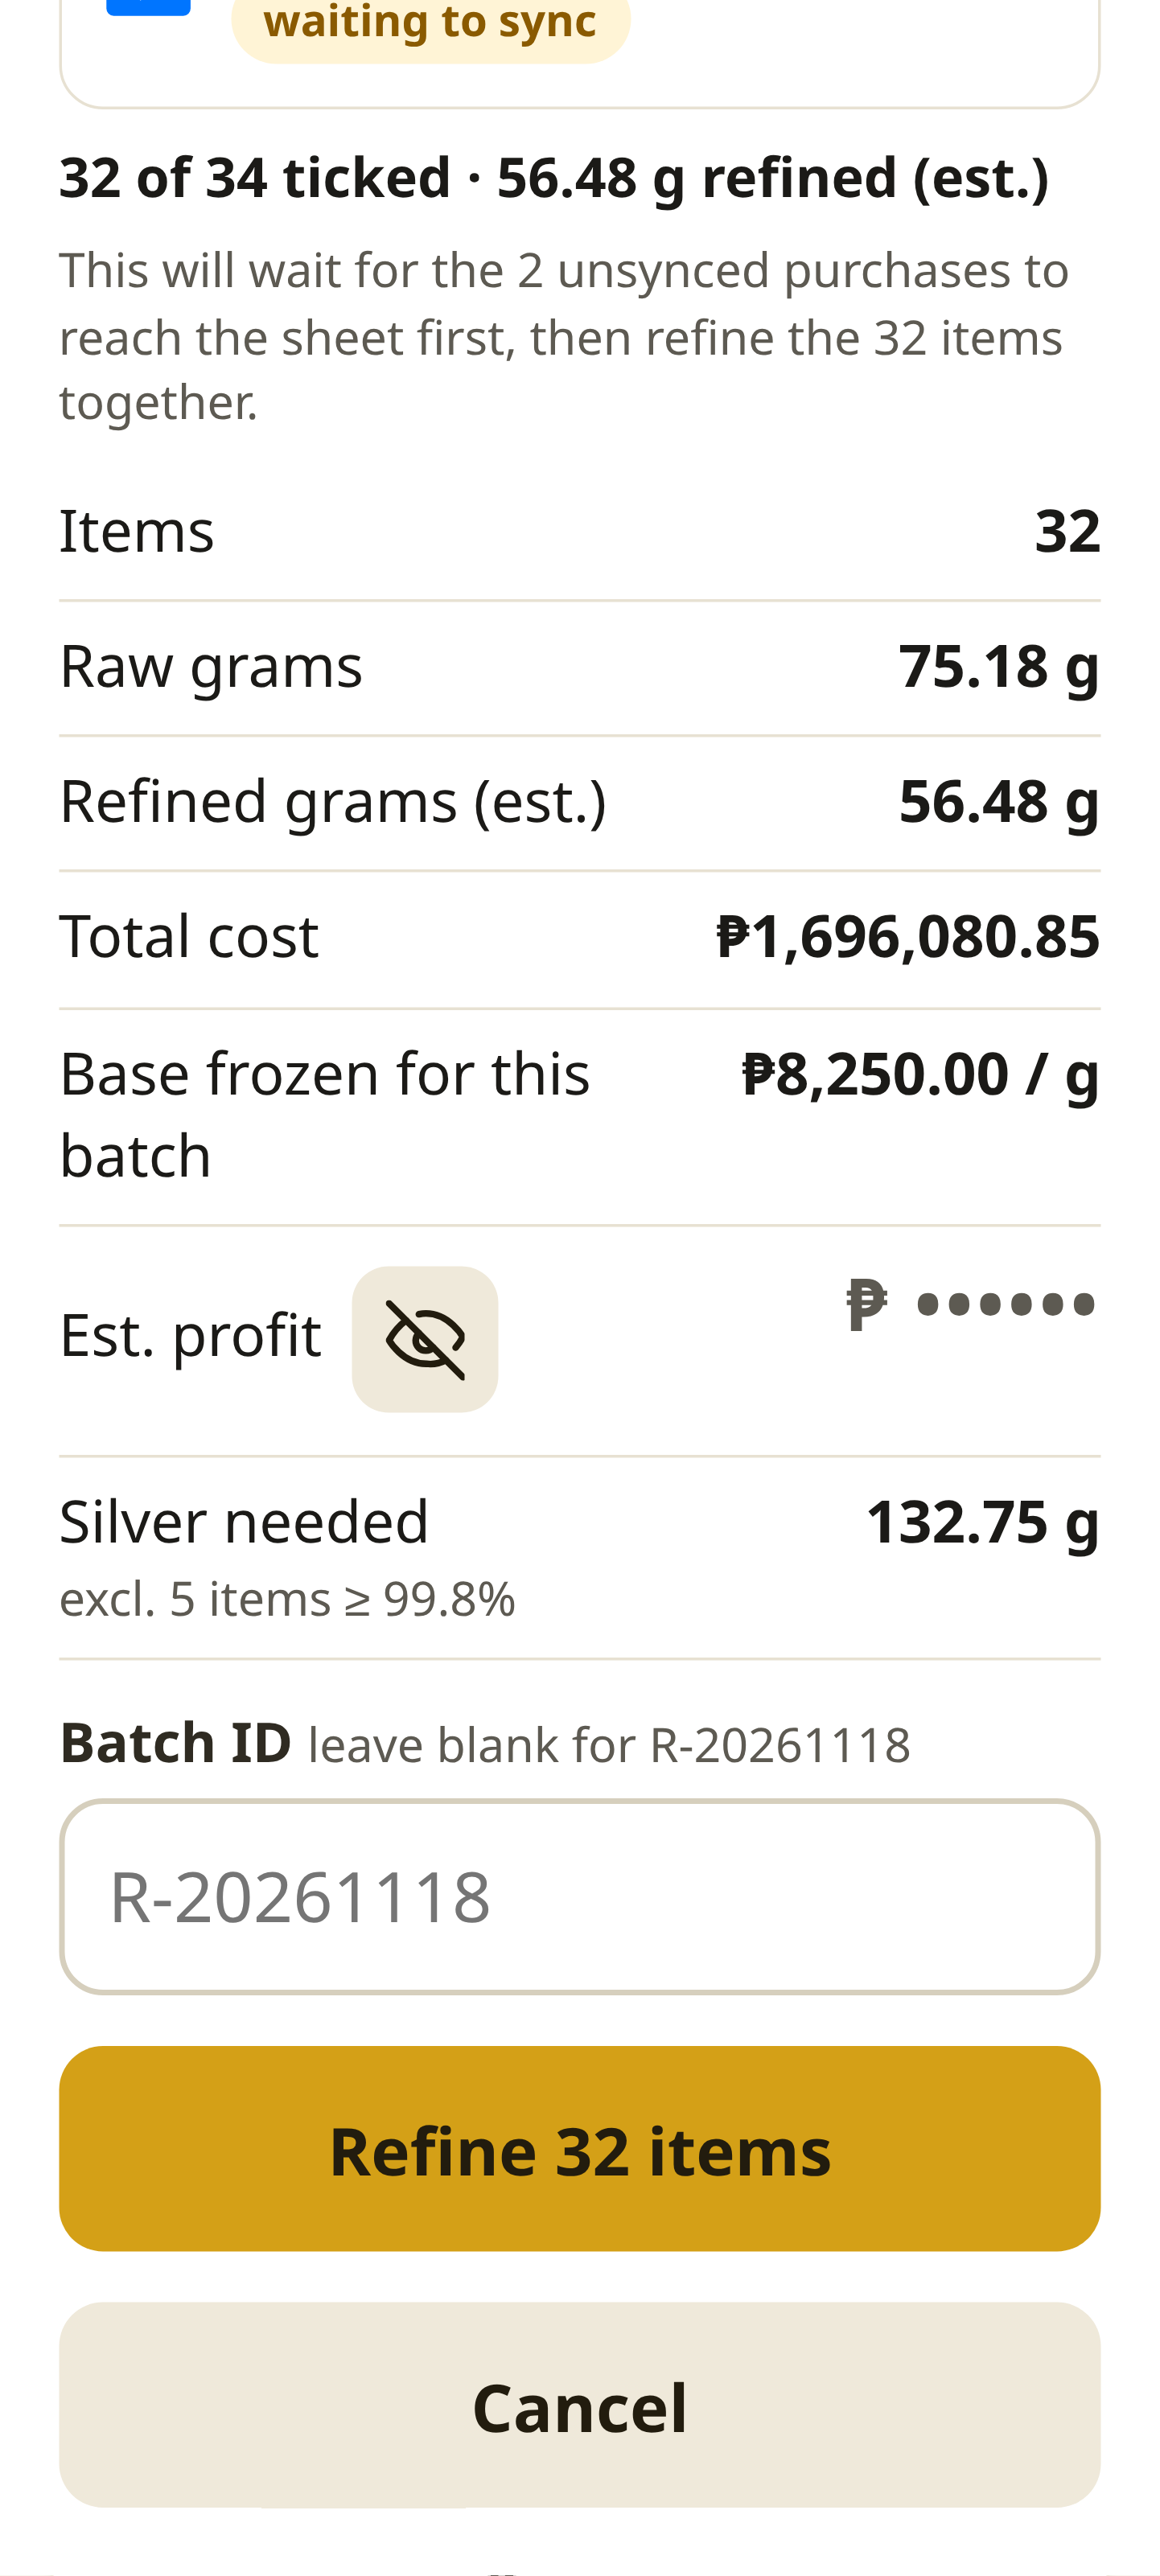 waiting to sync
32 of 34 ticked · 56.48 g refined (est.)
This will wait for the 2 unsynced purchases to
reach the sheet first, then refine the 32 items
together.
Items 32
Raw grams 75.18 g
Refined grams (est.) 56.48 g
Total cost ₱1,696,080.85
Base frozen for this ₱8,250.00 / g
batch
Est. profit ₱ ••••••
Silver needed 132.75 g
excl. 5 items ≥ 99.8%
Batch ID leave blank for R-20261118
R-20261118
Refine 32 items
Cancel